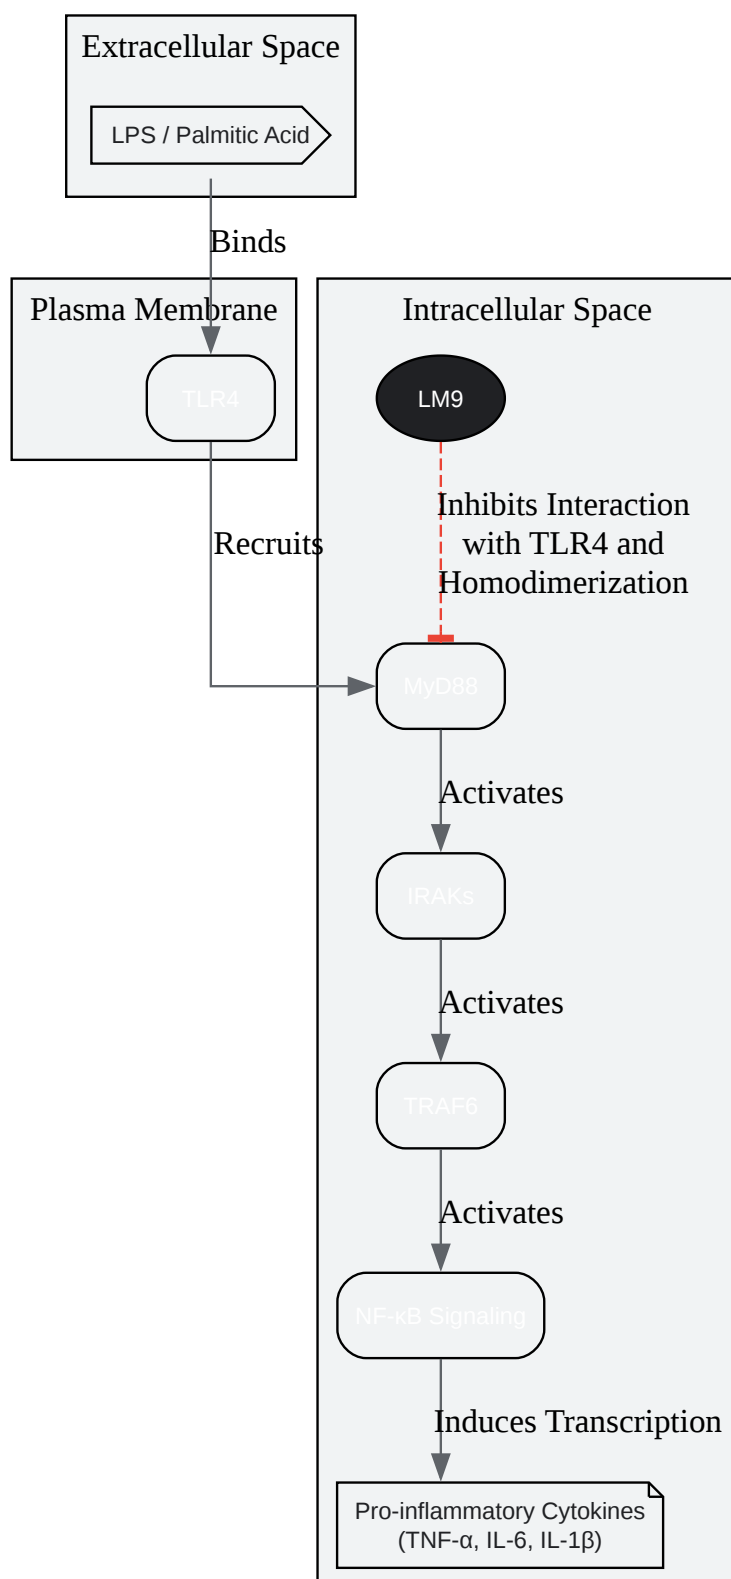 Extracellular Space
LPS / Palmitic Acid
Binds
Plasma Membrane
TLR4
Intracellular Space
LM9
Inhibits Interaction
with TLR4 and
Homodimerization
Recruits
MyD88
Activates
IRAKs
Activates
TRAF6
Activates
NF-κB Signaling
Induces Transcription
Pro-inflammatory Cytokines
(TNF-α, IL-6, IL-1β)